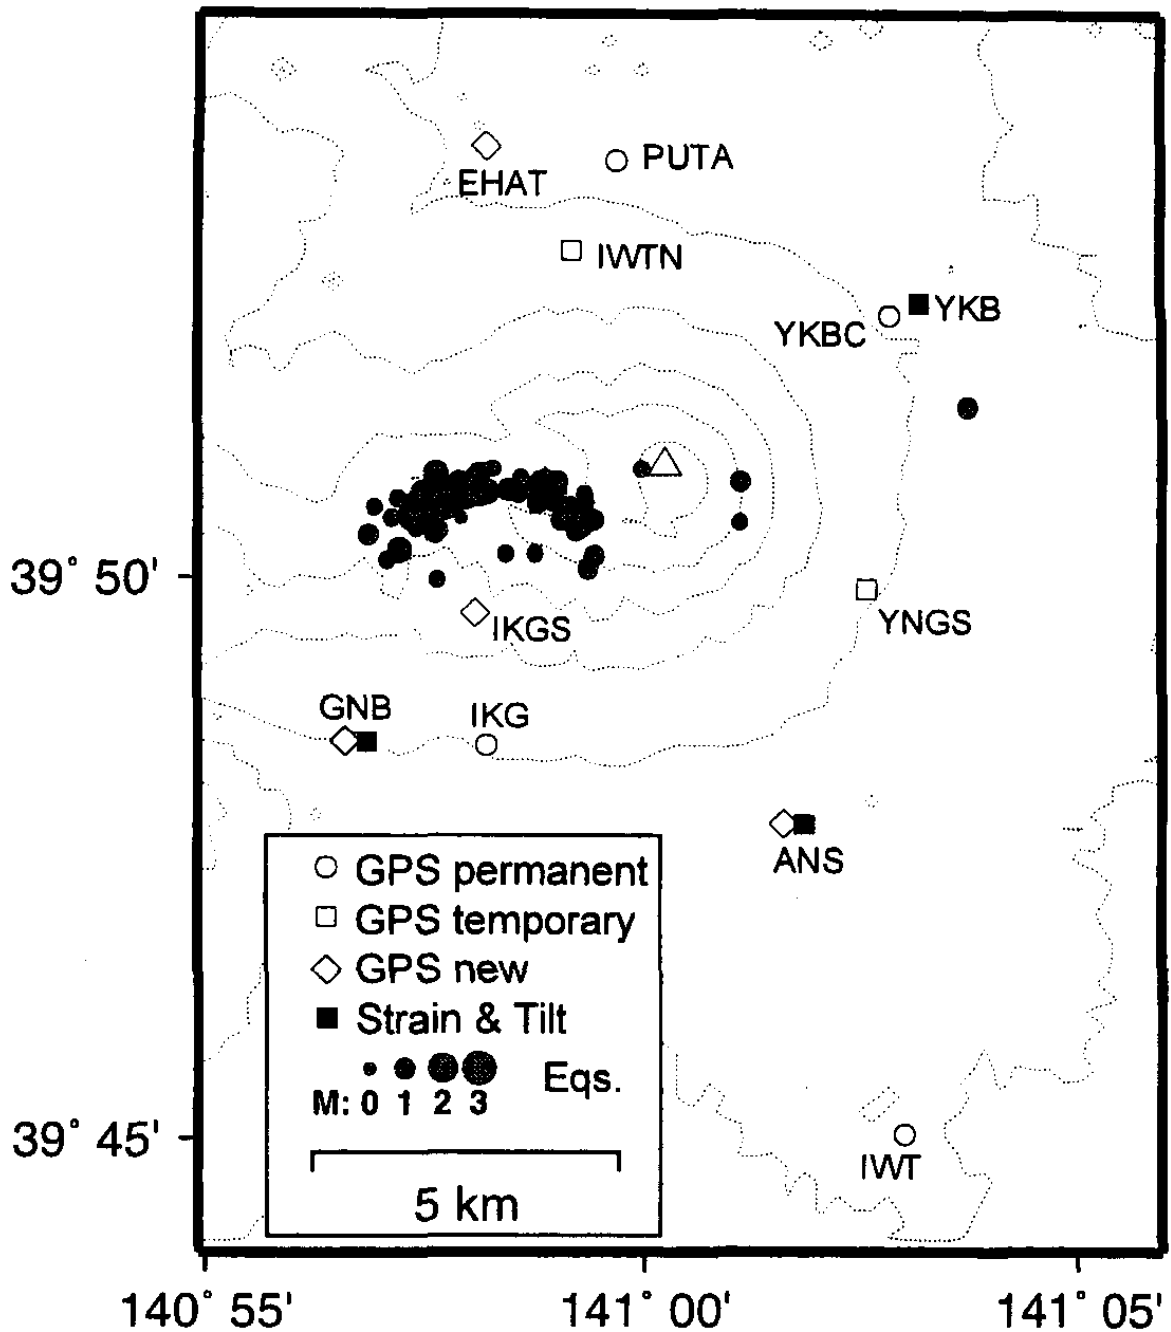 PUTA
EHAT
IWTN
YKB
YKBC
39° 50'
YNGS
IKGS
GNB
IKG
ANS
GPS permanent
GPS temporary
GPS new
Strain & Tilt
Eqs.
M: 0 1 2 3
39° 45'
IWT
5 km
140° 55'
141° 00'
141° 05'